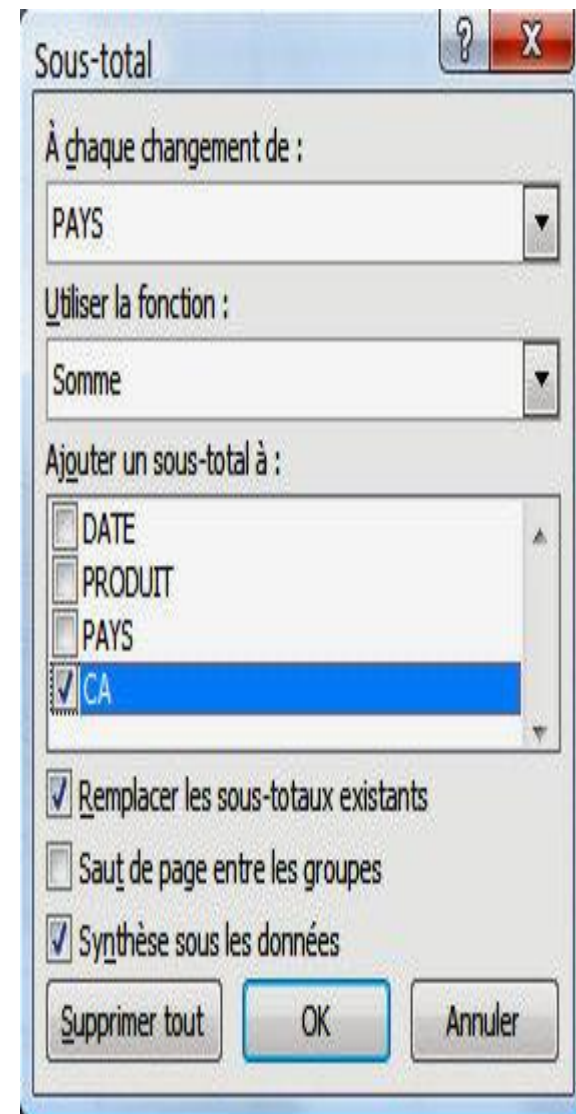 Sous-total
?
X
À chaque changement de :
PAYS
Utiliser la fonction :
Somme
Ajouter un sous-total à :
DATE
PRODUIT
PAYS
CA
Remplacer les sous-totaux existants
Saut de page entre les groupes
Synthèse sous les données
Supprimer tout OK Annuler